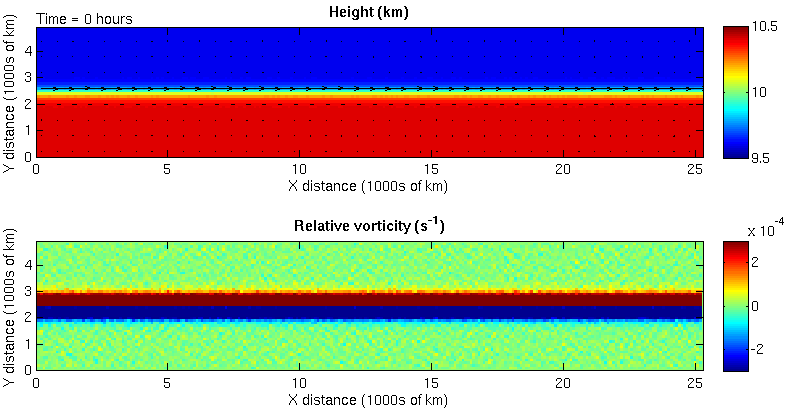 Height (km)
Time = 0 hours
Y distance (1000s of km)
4
3
2
1
0
0 5 10 15 20 25
X distance (1000s of km)
10.5
10
9.5
Relative vorticity (s⁻¹)
Y distance (1000s of km)
4
3
2
1
0
0 5 10 15 20 25
X distance (1000s of km)
x 10⁻⁴
2
0
-2